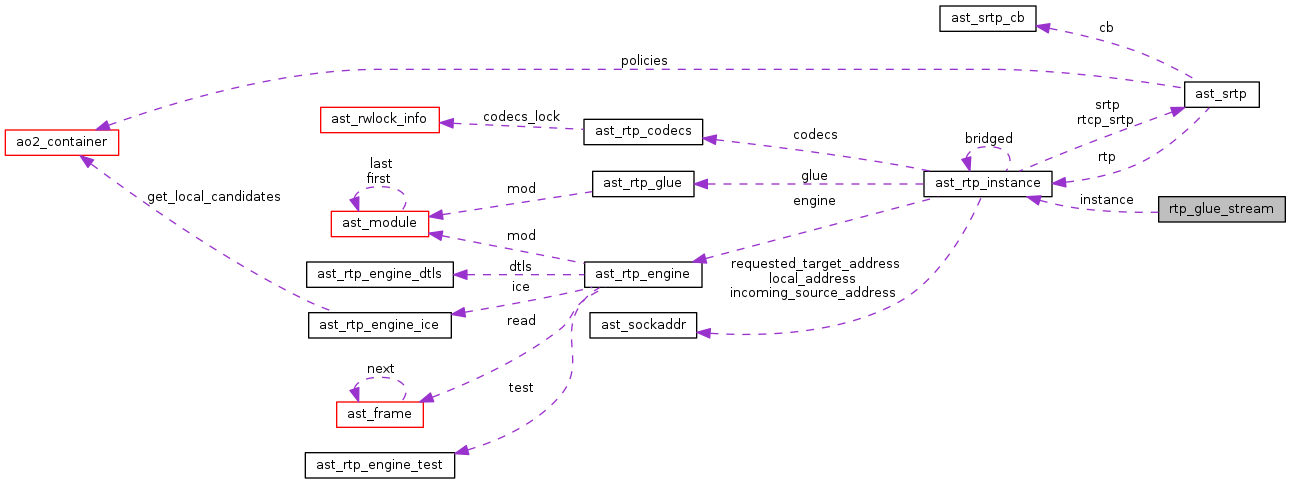 ast_srtp_cb
cb
policies
ast_srtp
srtp
rtcp_srtp
ast_rwlock_info
codecs_lock
ast_rtp_codecs
codecs
bridged
ao2_container
rtp
last
first
mod
ast_rtp_glue
glue
ast_rtp_instance
instance
rtp_glue_stream
get_local_candidates
engine
ast_module
mod
requested_target_address
local_address
incoming_source_address
ast_rtp_engine_dtls
dtls
ast_rtp_engine
ice
ast_rtp_engine_ice
read
ast_sockaddr
next
test
ast_frame
ast_rtp_engine_test